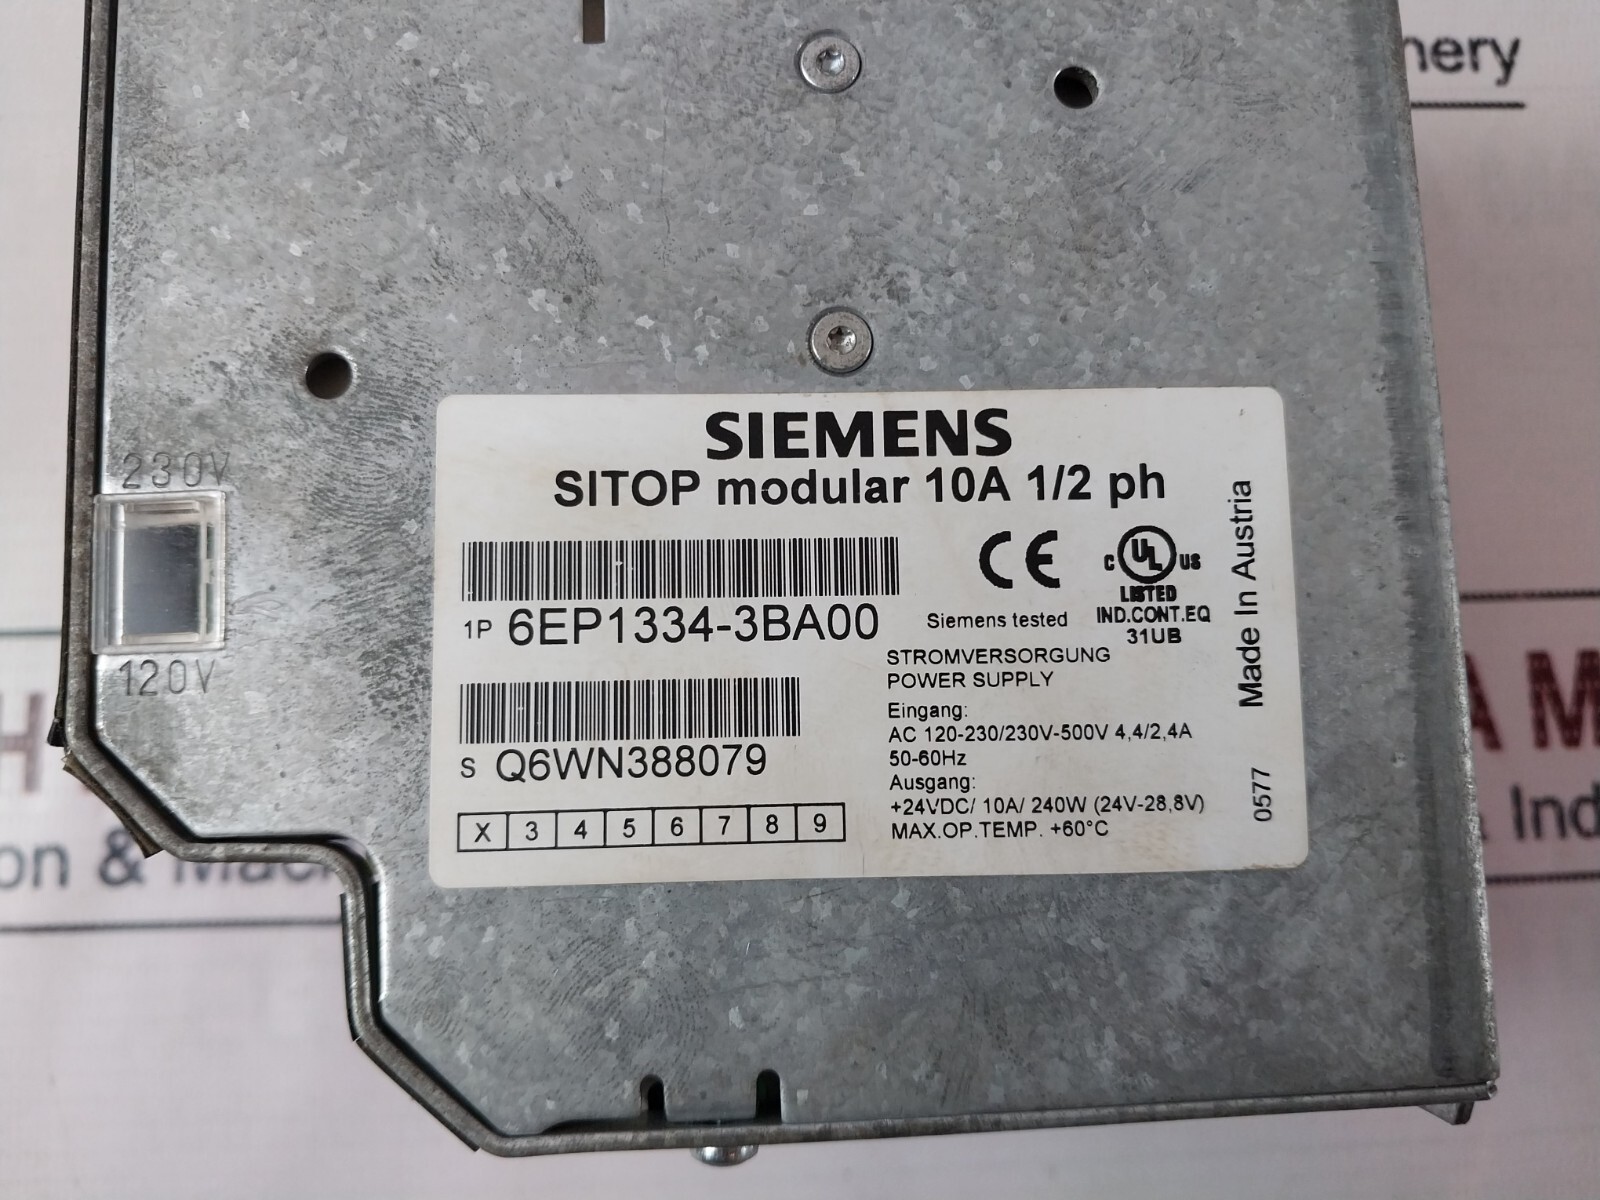 nery
230V
120V
SIEMENS
SITOP modular 10A 1/2 ph
1P 6EP1334-3BA00
S Q6WN388079
X 3 4 5 6 7 8 9
CE
Siemens tested
C UL US
LISTED
IND.CONT.EQ
31UB
STROMVERSORGUNG
POWER SUPPLY
Eingang:
AC 120-230/230V-500V 4,4/2,4A
50-60Hz
Ausgang:
+24VDC/ 10A/ 240W (24V-28,8V)
MAX.OP.TEMP. +60°C
Made In Austria
0577
H
A M
on & Mac
Ind